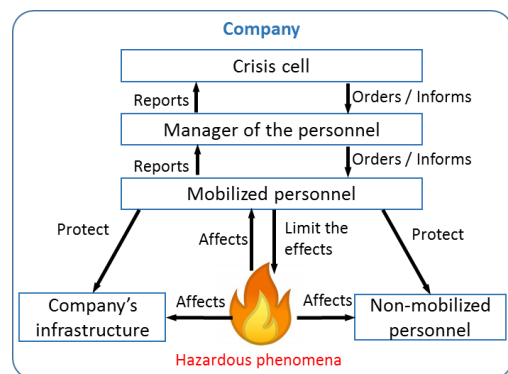 Company
Crisis cell
Reports
Orders / Informs
Manager of the personnel
Reports
Orders / Informs
Mobilized personnel
Protect
Affects
Limit the
effects
Protect
Company's
infrastructure
Affects
Affects
Non-mobilized
personnel
Hazardous phenomena